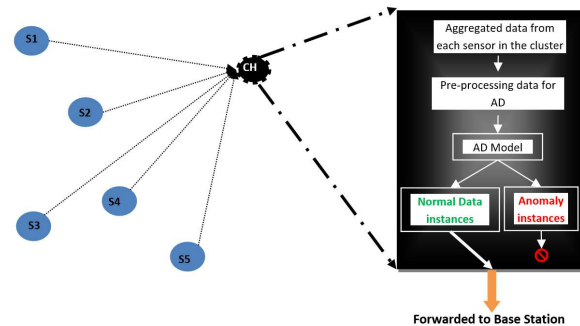 S1
S2
S3
S4
S5
CH
Aggregated data from
each sensor in the cluster
Pre-processing data for
AD
AD Model
Normal Data
instances
Anomaly
instances
Forwarded to Base Station